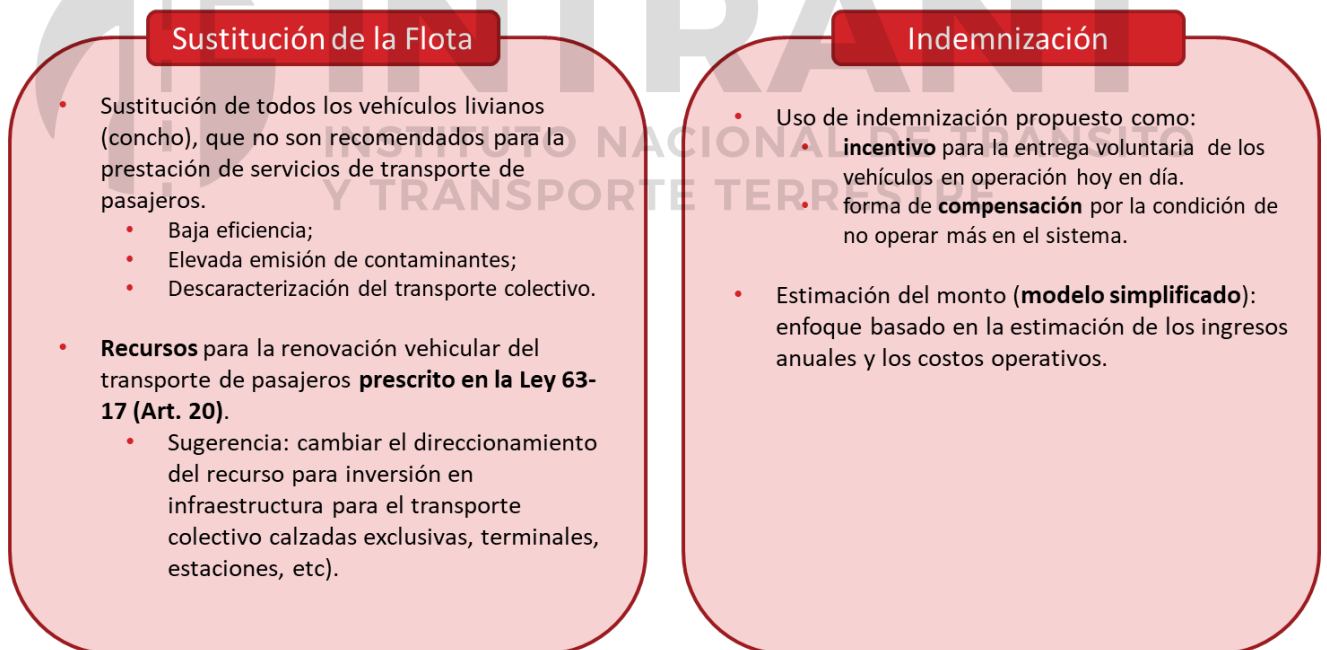 Sustitución de la Flota
• Sustitución de todos los vehículos livianos
(concho), que no son recomendados para la
prestación de servicios de transporte de
pasajeros.
• Baja eficiencia;
• Elevada emisión de contaminantes;
• Descaracterización del transporte colectivo.
• Recursos para la renovación vehicular del
transporte de pasajeros prescrito en la Ley 63-
17 (Art. 20).
• Sugerencia: cambiar el direccionamiento
del recurso para inversión en
infraestructura para el transporte
colectivo calzadas exclusivas, terminales,
estaciones, etc).
Indemnización
• Uso de indemnización propuesto como:
• incentivo para la entrega voluntaria de los
vehículos en operación hoy en día.
• forma de compensación por la condición de
no operar más en el sistema.
• Estimación del monto (modelo simplificado):
enfoque basado en la estimación de los ingresos
anuales y los costos operativos.
INTRANT
INSTITUTO NACIONAL DE TRÁNSITO
Y TRANSPORTE TERRESTRE